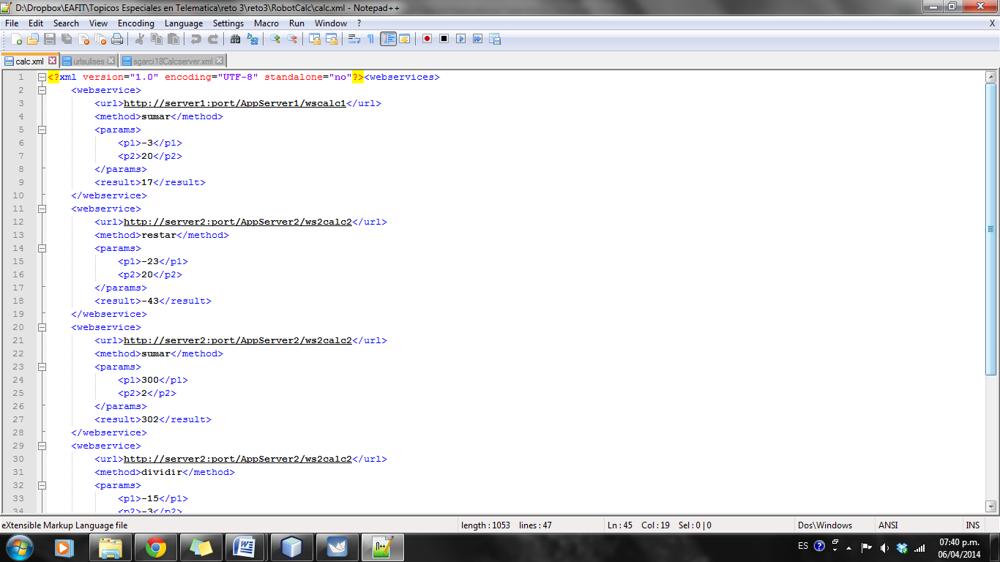 D:\Dropbox\EAFIT\Topicos Especiales en Telematica\reto 3\reto3\RobotCalc\calc.xml - Notepad++
File Edit Search View Encoding Language Settings Macro Run Window ? X
calc.xml urlsulises sgarci18Calcserver.xml
1 <?xml version="1.0" encoding="UTF-8" standalone="no"?><webservices>
2 <webservice>
3 <url>http://server1:port/AppServer1/wscalc1</url>
4 <method>sumar</method>
5 <params>
6 <p1>-3</p1>
7 <p2>20</p2>
8 </params>
9 <result>17</result>
10 </webservice>
11 <webservice>
12 <url>http://server2:port/AppServer2/ws2calc2</url>
13 <method>restar</method>
14 <params>
15 <p1>-23</p1>
16 <p2>20</p2>
17 </params>
18 <result>-43</result>
19 </webservice>
20 <webservice>
21 <url>http://server2:port/AppServer2/ws2calc2</url>
22 <method>sumar</method>
23 <params>
24 <p1>300</p1>
25 <p2>2</p2>
26 </params>
27 <result>302</result>
28 </webservice>
29 <webservice>
30 <url>http://server2:port/AppServer2/ws2calc2</url>
31 <method>dividir</method>
32 <params>
33 <p1>-15</p1>
34 <p2>-3</p2>
eXtensible Markup Language file length : 1053 lines : 47 Ln : 45 Col : 19 Sel : 0 | 0 Dos\Windows ANSI INS
ES 07:40 p.m.
06/04/2014